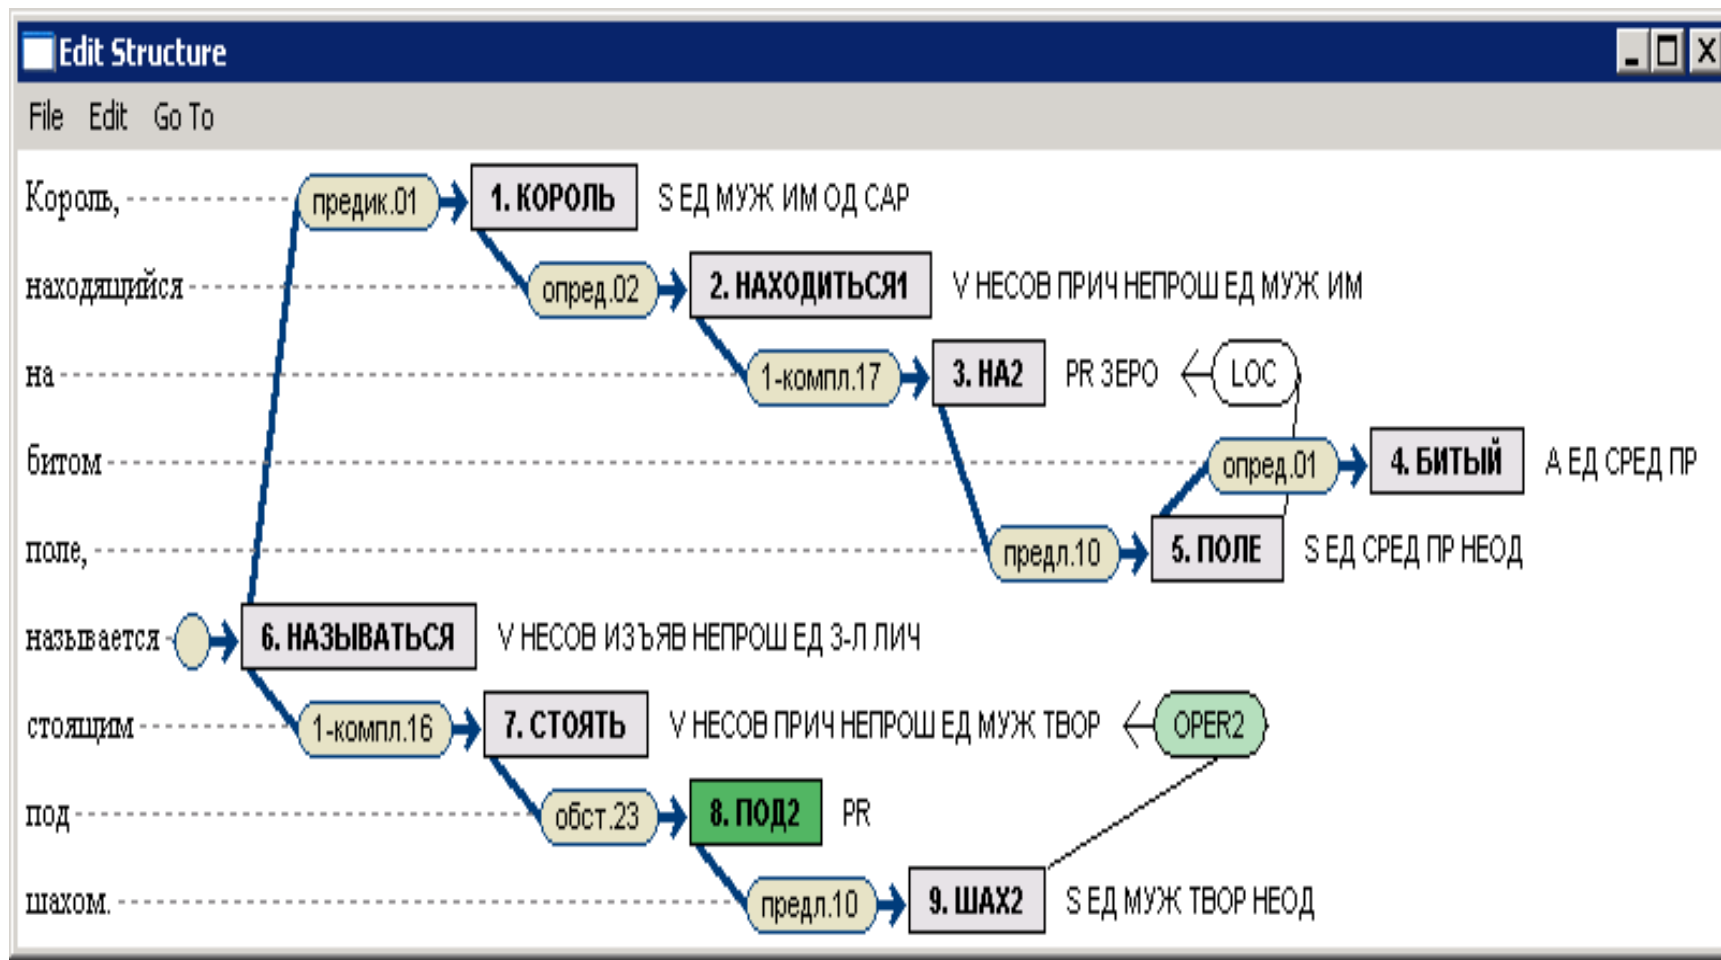 Edit Structure
File Edit Go To
Король, предик.01 1. КОРОЛЬ S ЕД МУЖ ИМ ОД САР
находящийся опред.02 2. НАХОДИТЬСЯ1 V НЕСОВ ПРИЧ НЕПРОШ ЕД МУЖ ИМ
на 1-компл.17 3. НА2 PR ЗЕРО LOC
битом опред.01 4. БИТЫЙ A ЕД СРЕД ПР
поле, предл.10 5. ПОЛЕ S ЕД СРЕД ПР НЕОД
называется 6. НАЗЫВАТЬСЯ V НЕСОВ ИЗЪЯВ НЕПРОШ ЕД 3-Л ЛИЧ
стоящим 1-компл.16 7. СТОЯТЬ V НЕСОВ ПРИЧ НЕПРОШ ЕД МУЖ ТВОР OPER2
под обст.23 8. ПОД2 PR
шахом. предл.10 9. ШАХ2 S ЕД МУЖ ТВОР НЕОД